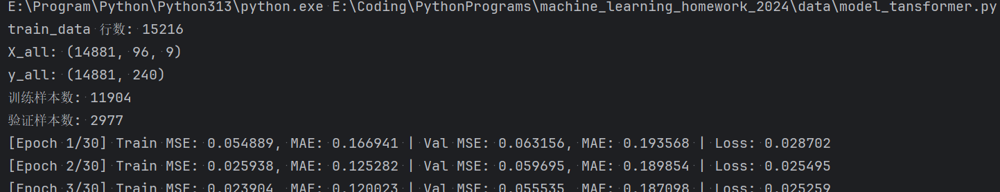 E:\Program\Python\Python313\python.exe E:\Coding\PythonPrograms\machine_learning_homework_2024\data\model_tansformer.py
train_data 行数: 15216
X_all: (14881, 96, 9)
y_all: (14881, 240)
训练样本数: 11904
验证样本数: 2977
[Epoch 1/30] Train MSE: 0.054889, MAE: 0.166941 | Val MSE: 0.063156, MAE: 0.193568 | Loss: 0.028702
[Epoch 2/30] Train MSE: 0.025938, MAE: 0.125282 | Val MSE: 0.059695, MAE: 0.189854 | Loss: 0.025495
[Epoch 3/30] Train MSE: 0.023904, MAE: 0.120023 | Val MSE: 0.055535, MAE: 0.187098 | Loss: 0.025259